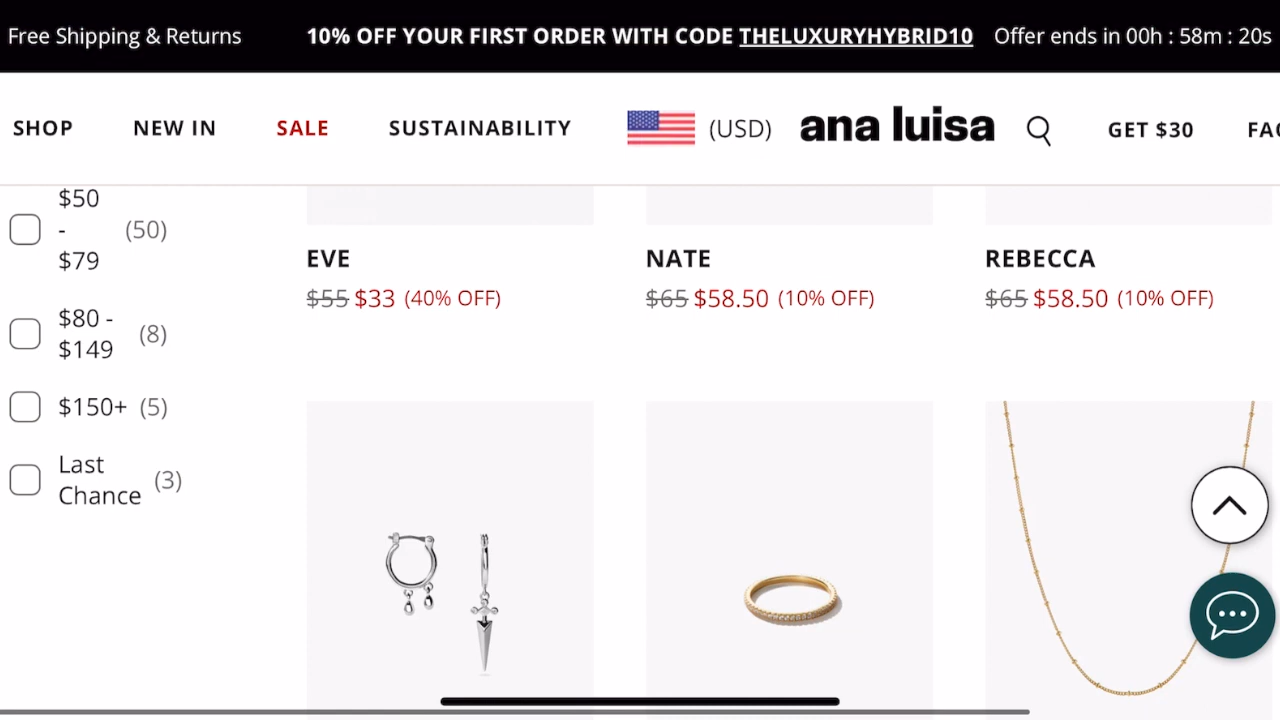 Free Shipping & Returns
10% OFF YOUR FIRST ORDER WITH CODE THELUXURYHYBRID10
Offer ends in 00h : 58m : 20s
SHOP
NEW IN
SALE
SUSTAINABILITY
(USD)
ana luisa
GET $30
$50
-
$79
(50)
$80 -
$149
(8)
$150+ (5)
Last
Chance
(3)
EVE
$55 $33 (40% OFF)
NATE
$65 $58.50 (10% OFF)
REBECCA
$65 $58.50 (10% OFF)